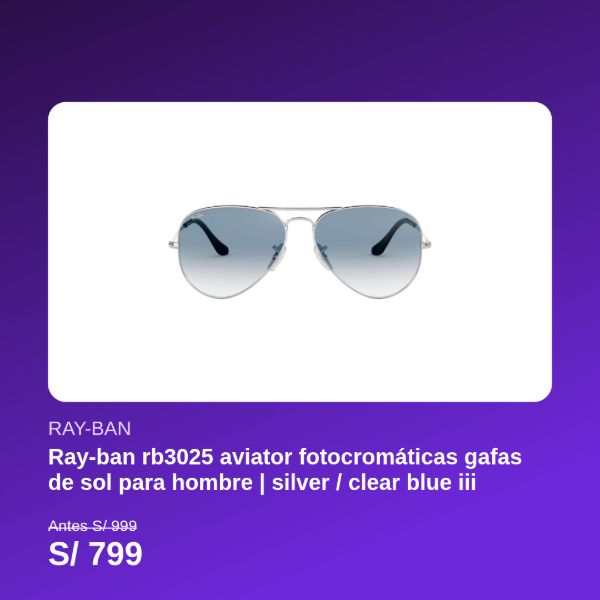 RAY-BAN
Ray-ban rb3025 aviator fotocromáticas gafas
de sol para hombre | silver / clear blue iii
Antes S/ 999
S/ 799